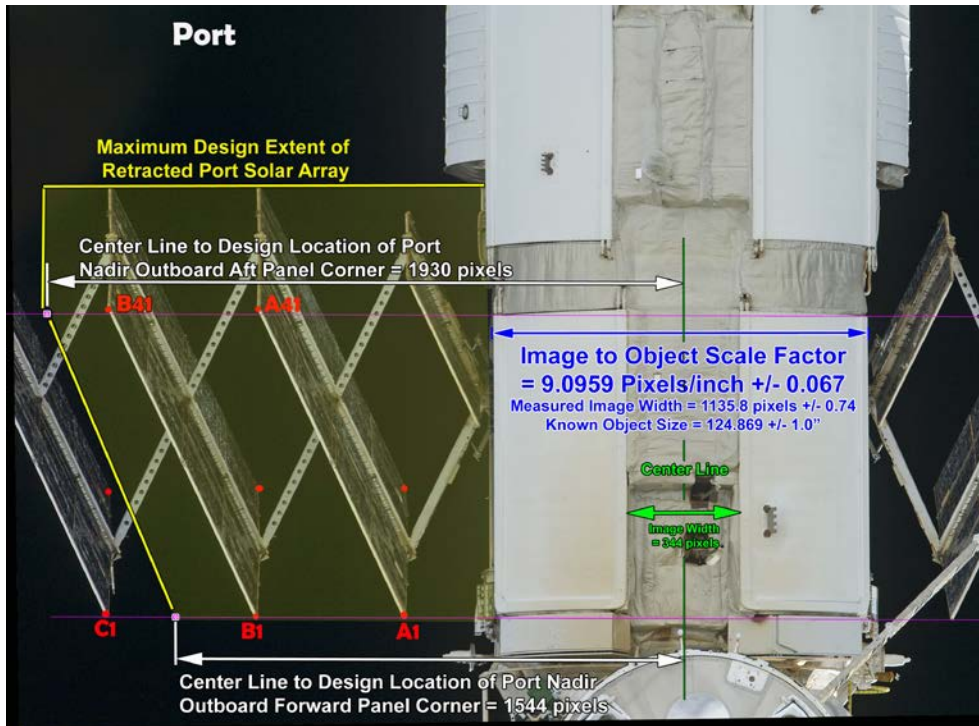 Port
Maximum Design Extent of
Retracted Port Solar Array
Center Line to Design Location of Port
Nadir Outboard Aft Panel Corner = 1930 pixels
B41
A41
Image to Object Scale Factor
= 9.0959 Pixels/inch +/- 0.067
Measured Image Width = 1135.8 pixels +/- 0.74
Known Object Size = 124.869 +/- 1.0”
Center Line
Image Width
= 344 pixels
C1
B1
A1
Center Line to Design Location of Port Nadir
Outboard Forward Panel Corner = 1544 pixels